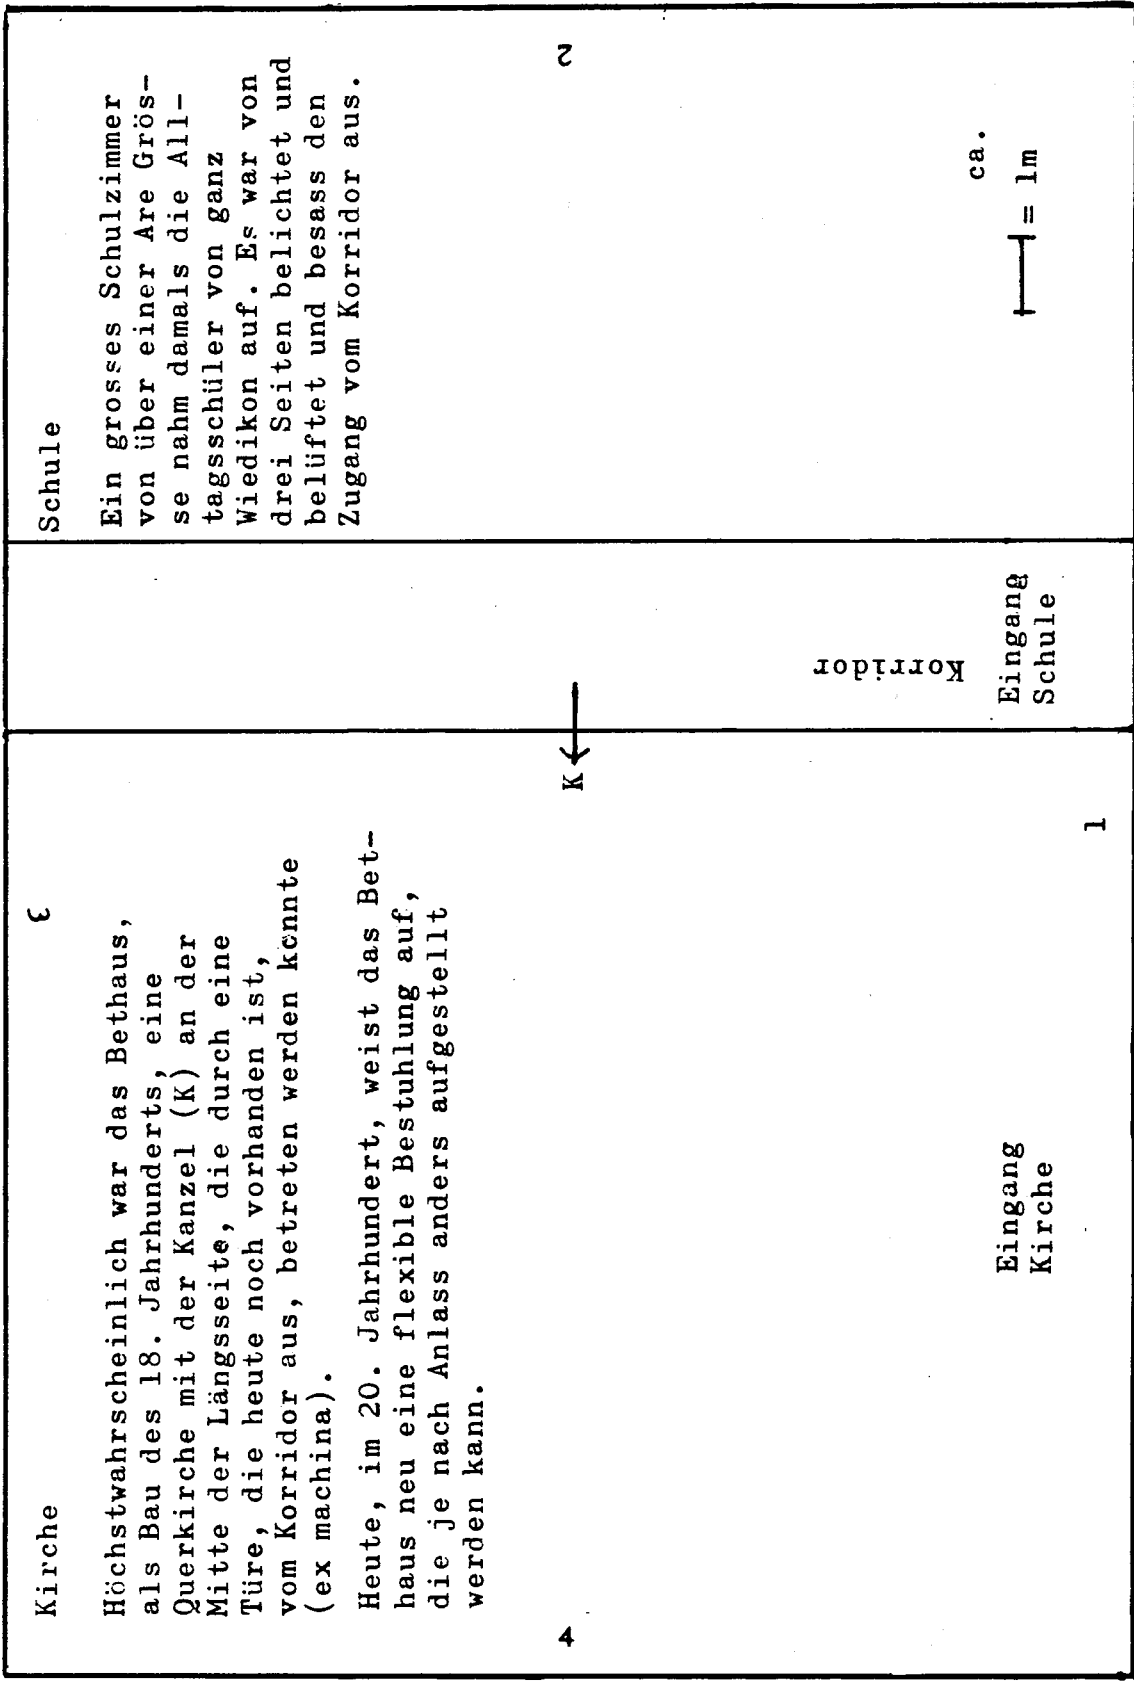 Kirche
3
Höchstwahrscheinlich war das Bethaus,
als Bau des 18. Jahrhunderts, eine
Querkirche mit der Kanzel (K) an der
Mitte der Längsseite, die durch eine
Türe, die heute noch vorhanden ist,
vom Korridor aus, betreten werden konnte
(ex machina).
Heute, im 20. Jahrhundert, weist das Bet-
haus neu eine flexible Bestuhlung auf,
die je nach Anlass anders aufgestellt
werden kann.
4
K
Eingang
Kirche
1
Korridor
Eingang
Schule
Schule
Ein grosses Schulzimmer
von über einer Are Grös-
se nahm damals die All-
tagsschüler von ganz
Wiedikon auf. Es war von
drei Seiten belichtet und
belüftet und besass den
Zugang vom Korridor aus.
2
ca.
= 1m